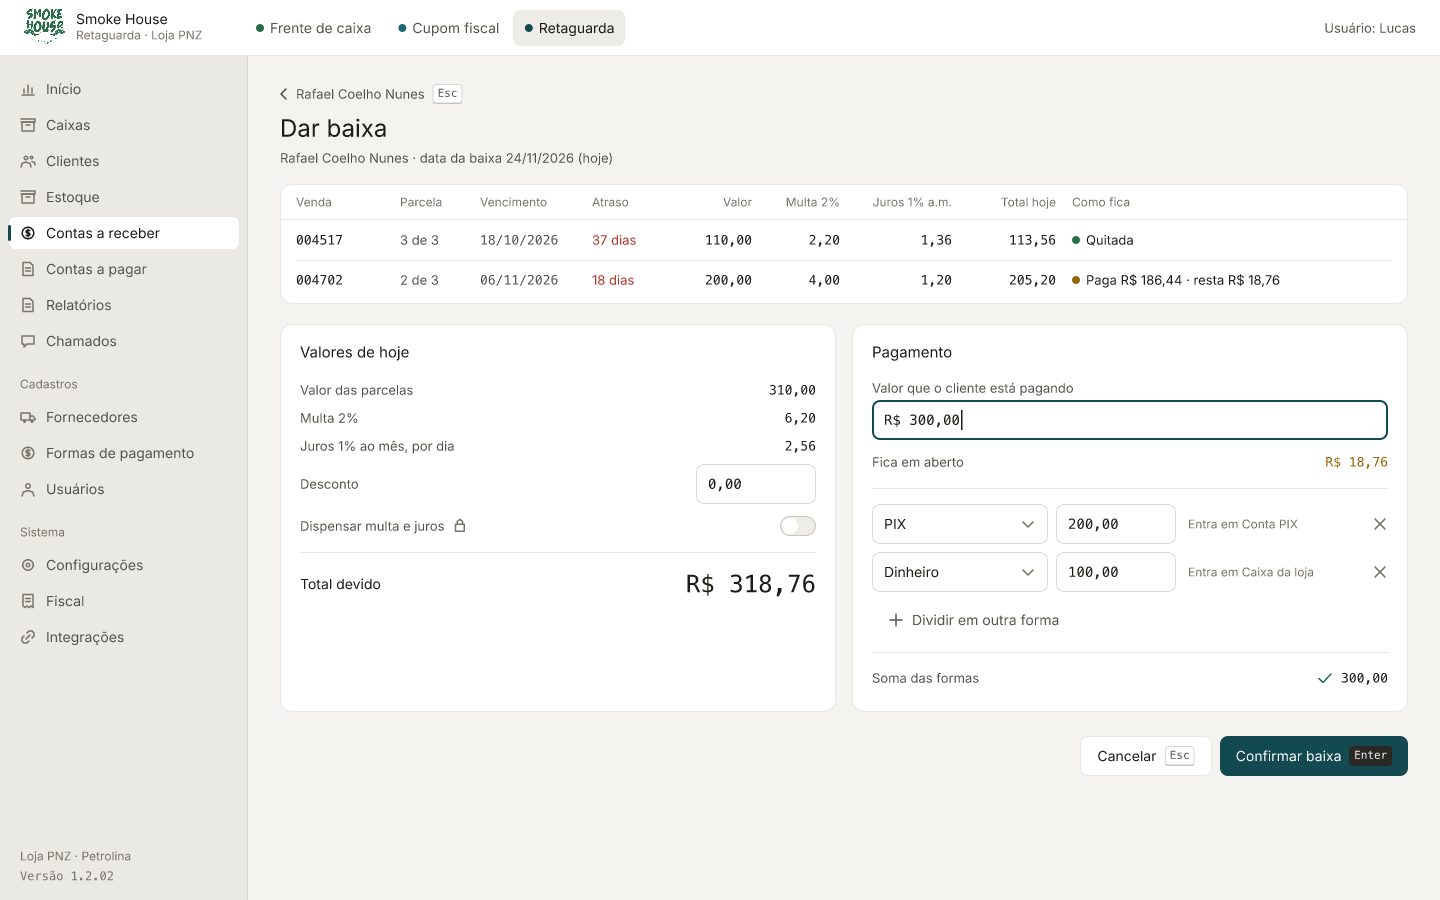 SMOKE HOUSE
Smoke House
Retaguarda · Loja PNZ
Frente de caixa
Cupom fiscal
Retaguarda
Usuário: Lucas
Início
Caixas
Clientes
Estoque
Contas a receber
Contas a pagar
Relatórios
Chamados
Cadastros
Fornecedores
Formas de pagamento
Usuários
Sistema
Configurações
Fiscal
Integrações
Loja PNZ · Petrolina
Versão 1.2.02
Rafael Coelho Nunes Esc
Dar baixa
Rafael Coelho Nunes · data da baixa 24/11/2026 (hoje)
Venda Parcela Vencimento Atraso Valor Multa 2% Juros 1% a.m. Total hoje Como fica
004517 3 de 3 18/10/2026 37 dias 110,00 2,20 1,36 113,56 Quitada
004702 2 de 3 06/11/2026 18 dias 200,00 4,00 1,20 205,20 Paga R$ 186,44 · resta R$ 18,76
Valores de hoje
Valor das parcelas 310,00
Multa 2% 6,20
Juros 1% ao mês, por dia 2,56
Desconto 0,00
Dispensar multa e juros
Total devido R$ 318,76
Pagamento
Valor que o cliente está pagando
R$ 300,00
Fica em aberto R$ 18,76
PIX 200,00 Entra em Conta PIX
Dinheiro 100,00 Entra em Caixa da loja
Dividir em outra forma
Soma das formas 300,00
Cancelar Esc
Confirmar baixa Enter